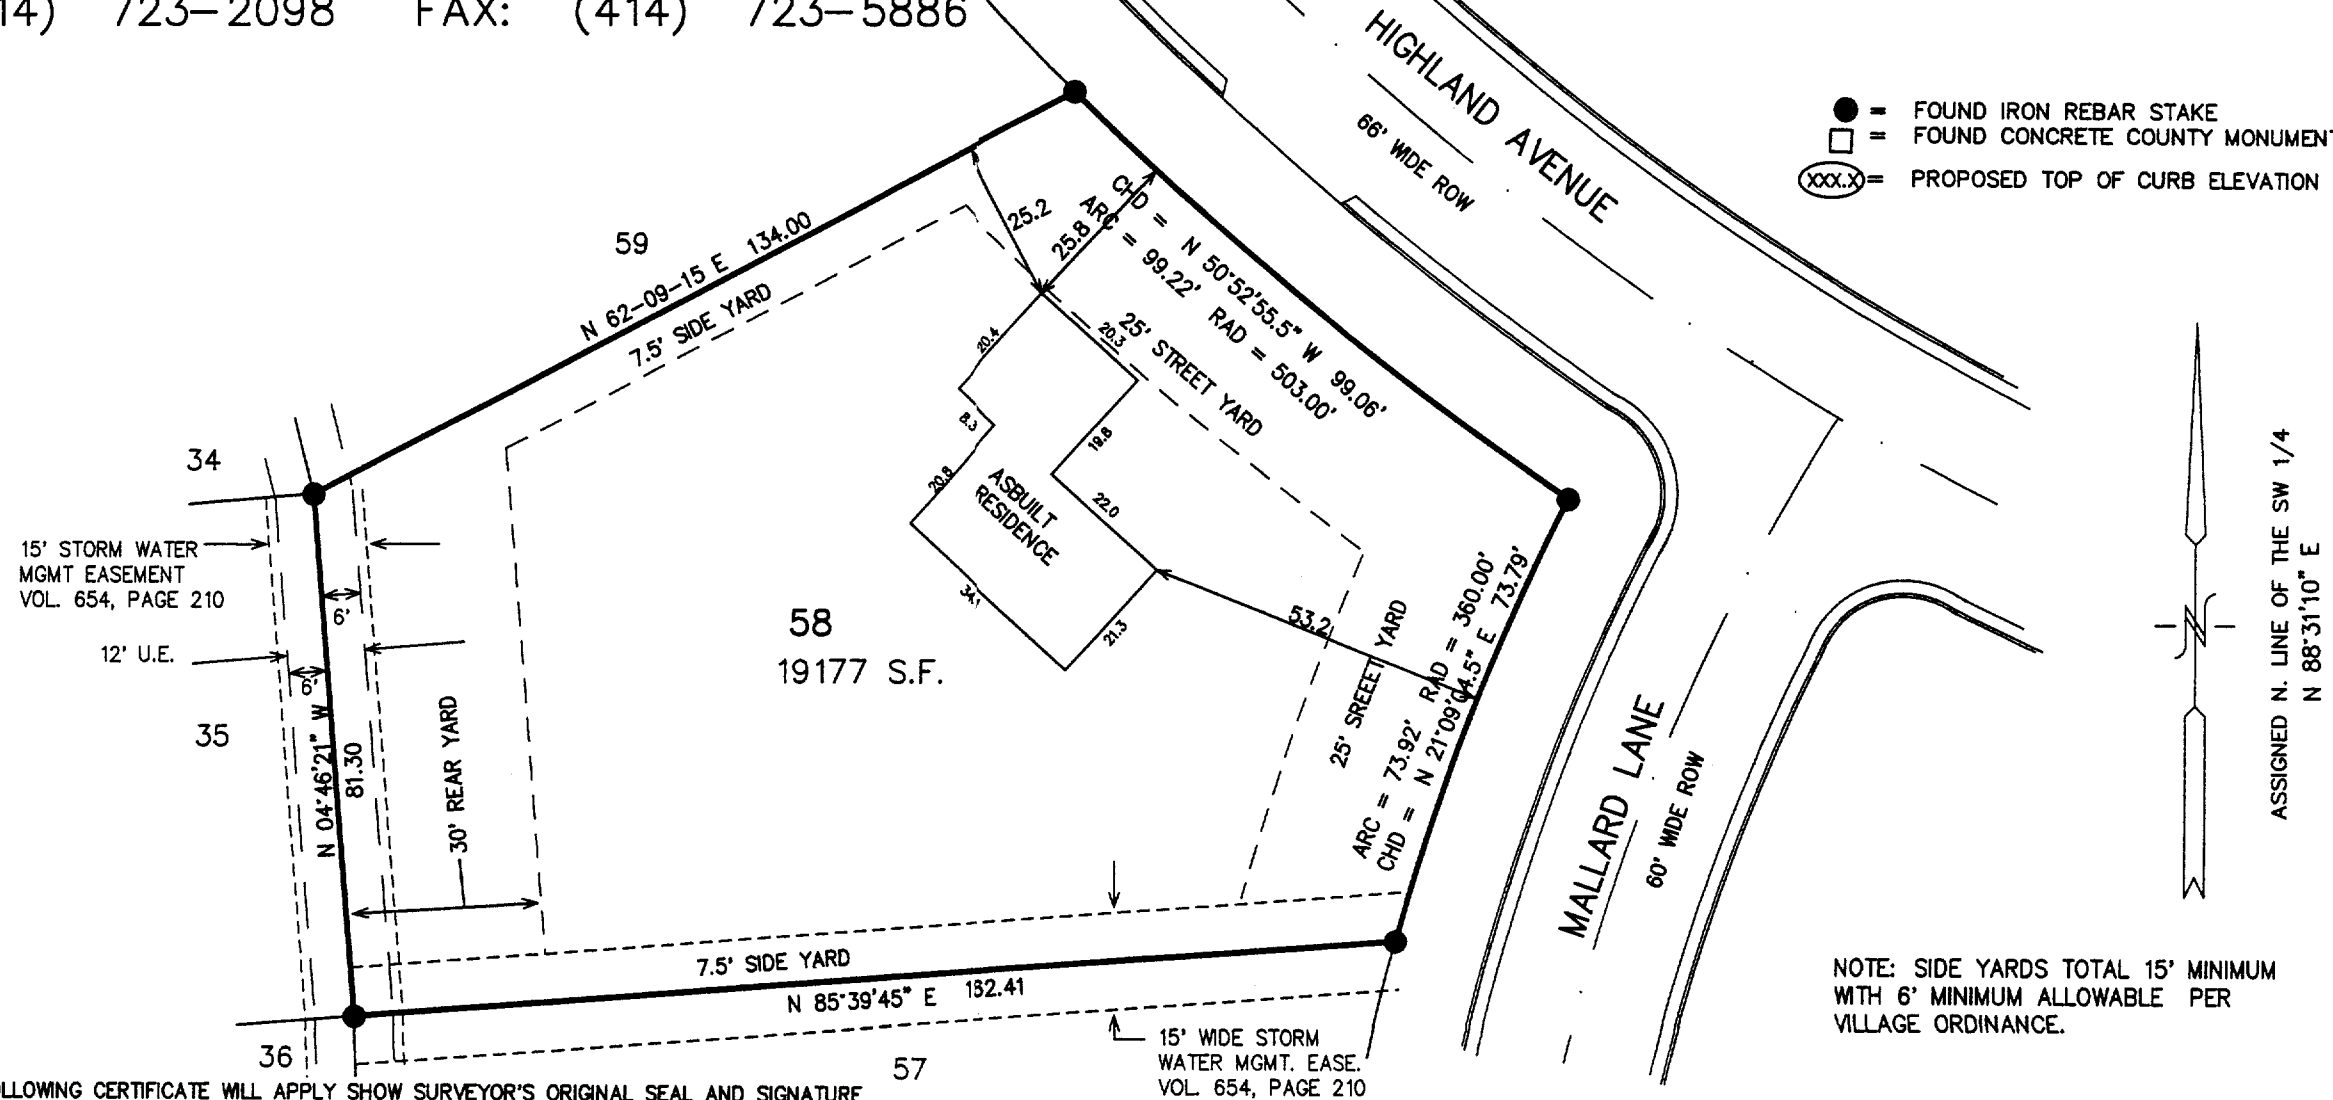 14) 723-2098 FAX: (414) 723-5886
HIGHLAND AVENUE
66' WIDE ROW
● = FOUND IRON REBAR STAKE
□ = FOUND CONCRETE COUNTY MONUMENT
XXX.X = PROPOSED TOP OF CURB ELEVATION
59
N 62-09-15 E 134.00
7.5' SIDE YARD
25.2
25.8
CHD = N 50°52'55.5" W 99.06'
ARC = 99.22' RAD = 503.00'
25' STREET YARD
20.4
20.3
8.3
19.8
20.8
22.0
34.1
21.3
ASBUILT
RESIDENCE
34
15' STORM WATER
MGMT EASEMENT
VOL. 654, PAGE 210
6'
12' U.E.
6'
35
N 04°46'21" W
81.30
30' REAR YARD
58
19177 S.F.
53.2
25' SREEET YARD
ARC = 73.92' RAD = 360.00'
CHD = N 21°09'04.5" E 73.79'
MALLARD LANE
60' WIDE ROW
ASSIGNED N. LINE OF THE SW 1/4
N 88°31'10" E
N
7.5' SIDE YARD
N 85°39'45" E 162.41
15' WIDE STORM
WATER MGMT. EASE.
VOL. 654, PAGE 210
36
57
NOTE: SIDE YARDS TOTAL 15' MINIMUM
WITH 6' MINIMUM ALLOWABLE PER
VILLAGE ORDINANCE.
LLOWING CERTIFICATE WILL APPLY SHOW SURVEYOR'S ORIGINAL SEAL AND SIGNATURE